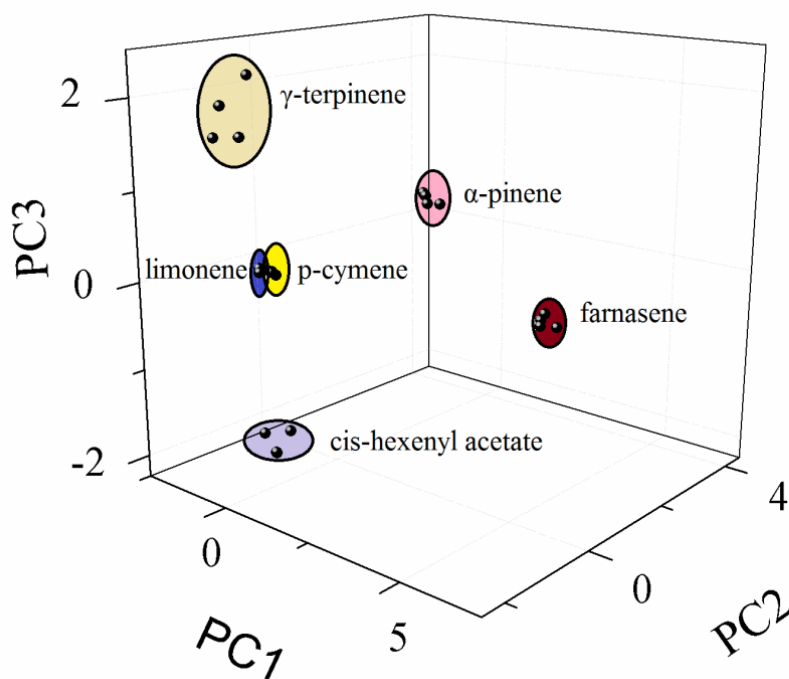 2
γ-terpinene
α-pinene
PC3
limonene
p-cymene
0
farnasene
cis-hexenyl acetate
-2
4
0
0
5
PC1
PC2